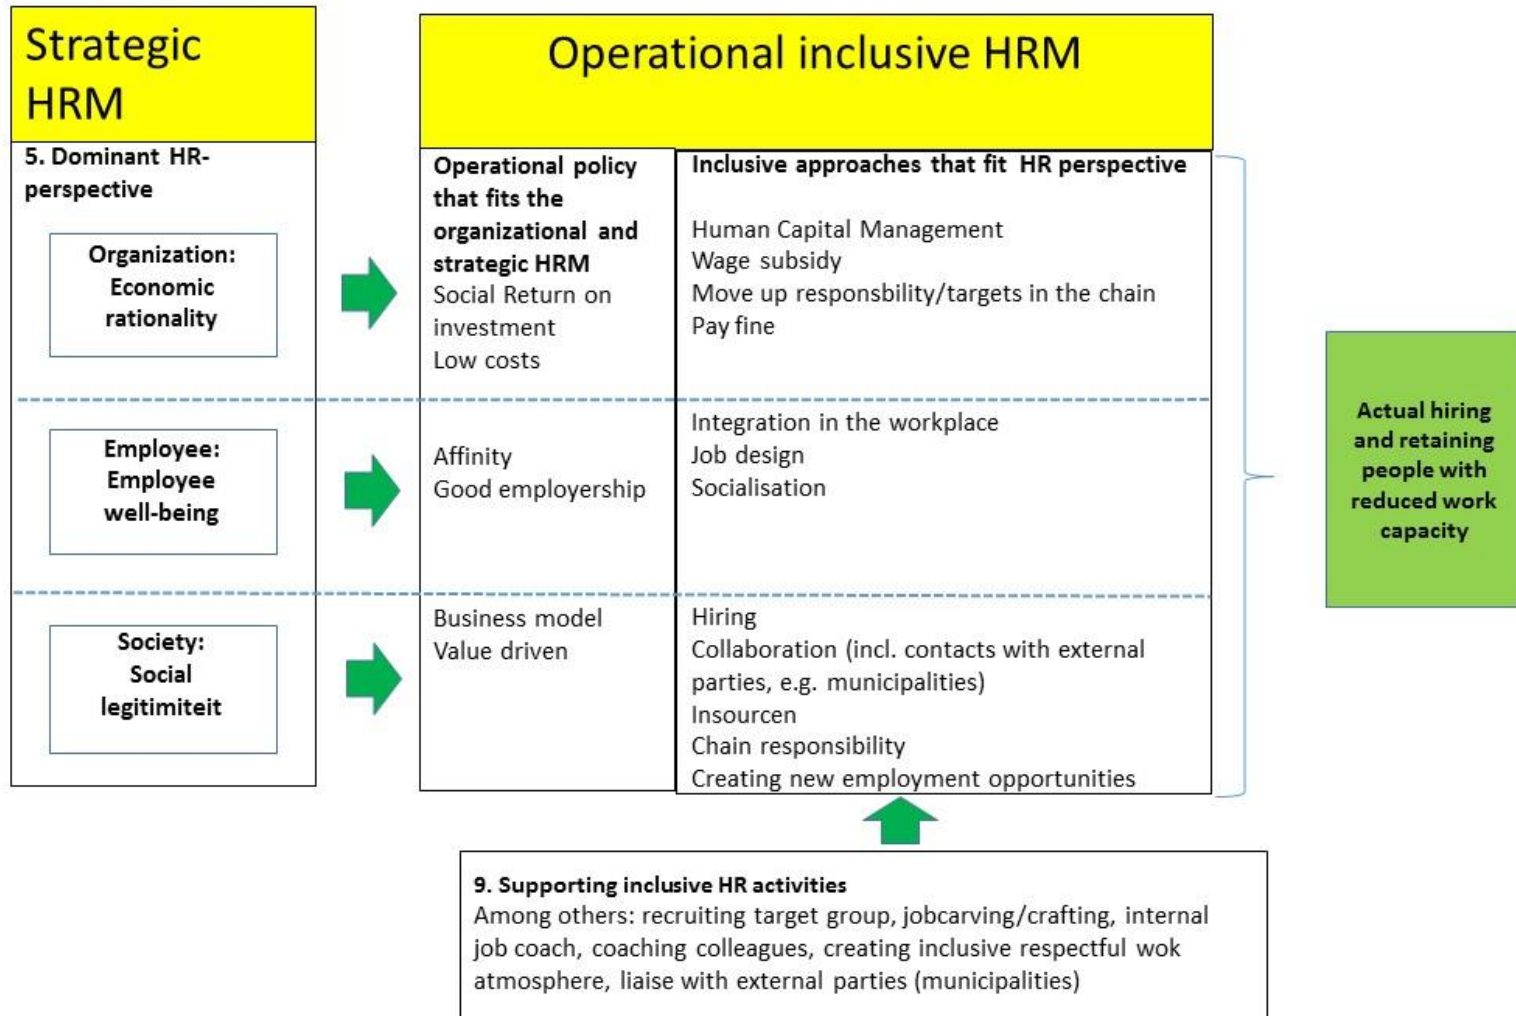 Strategic
HRM
5. Dominant HR-
perspective
Organization:
Economic
rationality
Employee:
Employee
well-being
Society:
Social
legitimiteit
Operational inclusive HRM
Operational policy
that fits the
organizational and
strategic HRM
Social Return on
investment
Low costs
Affinity
Good employership
Business model
Value driven
Inclusive approaches that fit HR perspective
Human Capital Management
Wage subsidy
Move up responsbility/targets in the chain
Pay fine
Integration in the workplace
Job design
Socialisation
Hiring
Collaboration (incl. contacts with external
parties, e.g. municipalities)
Insourcen
Chain responsibility
Creating new employment opportunities
Actual hiring
and retaining
people with
reduced work
capacity
9. Supporting inclusive HR activities
Among others: recruiting target group, jobcarving/crafting, internal
job coach, coaching colleagues, creating inclusive respectful wok
atmosphere, liaise with external parties (municipalities)